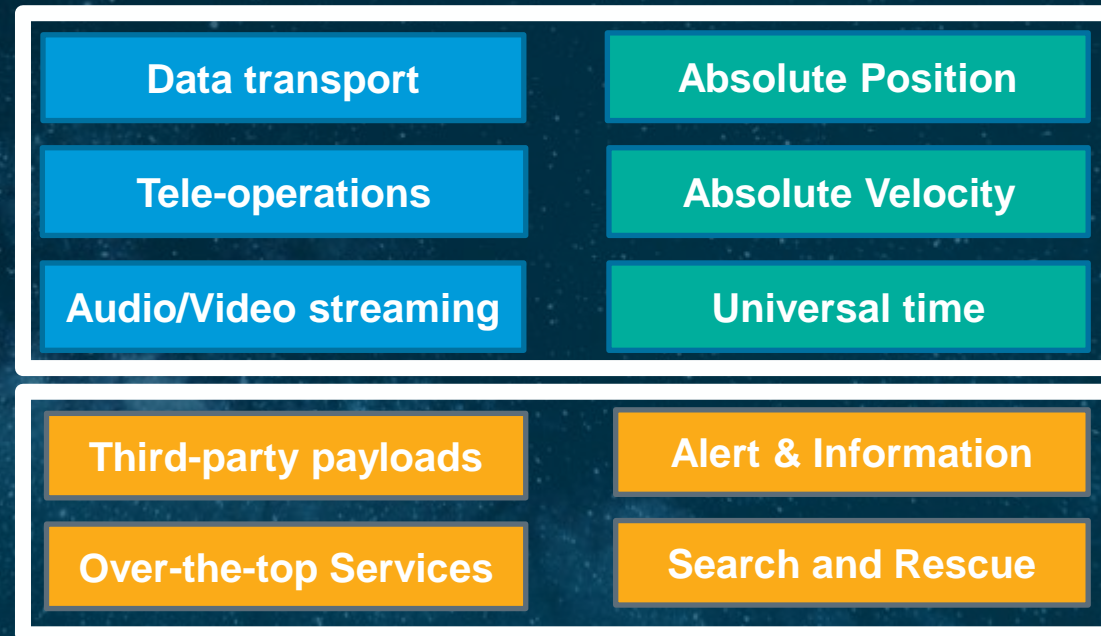 Data transport
Absolute Position
Tele-operations
Absolute Velocity
Audio/Video streaming
Universal time
Third-party payloads
Alert & Information
Over-the-top Services
Search and Rescue